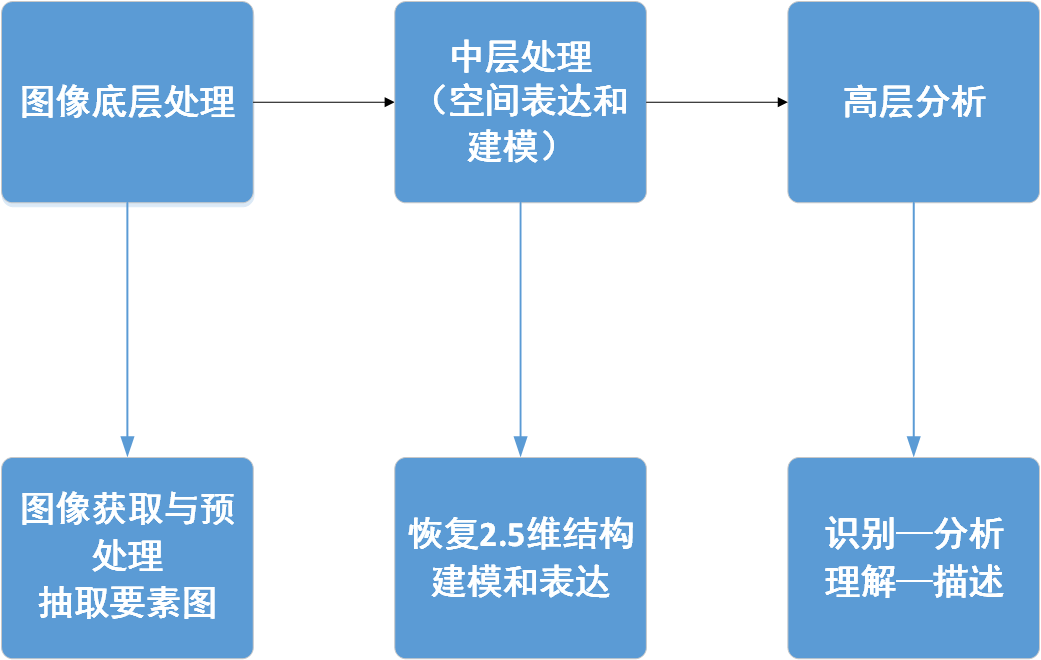 图像底层处理
中层处理
（空间表达和
建模）
高层分析
图像获取与预
处理
抽取要素图
恢复2.5维结构
建模和表达
识别—分析
理解—描述